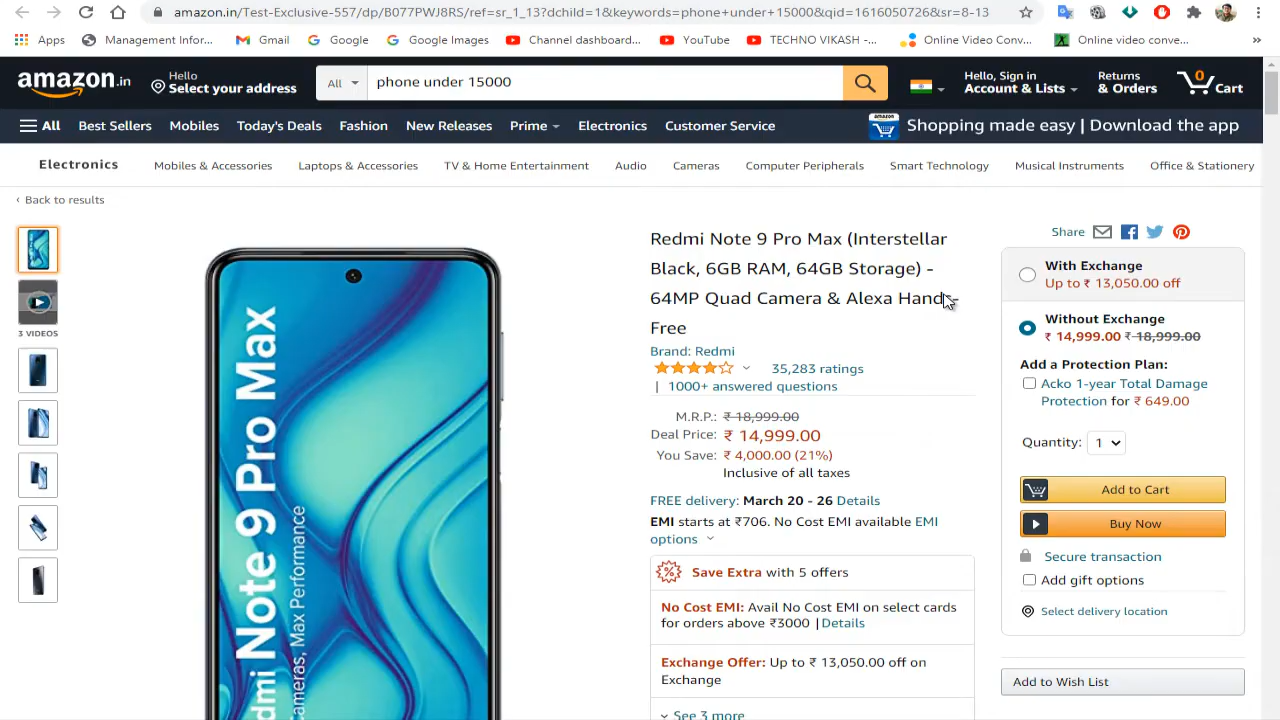 amazon.in/Test-Exclusive-557/dp/B077PWJ8RS/ref=sr_1_13?dchild=1&keywords=phone+under+15000&qid=1616050726&sr=8-13
Apps Management Infor... Gmail Google Google Images Channel dashboard... YouTube TECHNO VIKASH -... Online Video Conv... Online video conve... »
amazon.in
Hello
Select your address
All
phone under 15000
Hello, Sign in
Account & Lists
Returns
& Orders
0
Cart
All Best Sellers Mobiles Today's Deals Fashion New Releases Prime Electronics Customer Service
amazon
Shopping made easy | Download the app
Electronics Mobiles & Accessories Laptops & Accessories TV & Home Entertainment Audio Cameras Computer Peripherals Smart Technology Musical Instruments Office & Stationery
‹ Back to results
3 VIDEOS
Note 9 Pro Max
ameras, Max Performance
Redmi Note 9 Pro Max (Interstellar
Black, 6GB RAM, 64GB Storage) -
64MP Quad Camera & Alexa Hands-
Free
Brand: Redmi
35,283 ratings
| 1000+ answered questions
M.R.P.: ₹ 18,999.00
Deal Price: ₹ 14,999.00
You Save: ₹ 4,000.00 (21%)
Inclusive of all taxes
FREE delivery: March 20 - 26 Details
EMI starts at ₹706. No Cost EMI available EMI
options
Save Extra with 5 offers
No Cost EMI: Avail No Cost EMI on select cards
for orders above ₹3000 |Details
Exchange Offer: Up to ₹ 13,050.00 off on
Exchange
See 3 more
Share
With Exchange
Up to ₹ 13,050.00 off
Without Exchange
₹ 14,999.00 ₹ 18,999.00
Add a Protection Plan:
Acko 1-year Total Damage
Protection for ₹ 649.00
Quantity: 1
Add to Cart
Buy Now
Secure transaction
Add gift options
Select delivery location
Add to Wish List